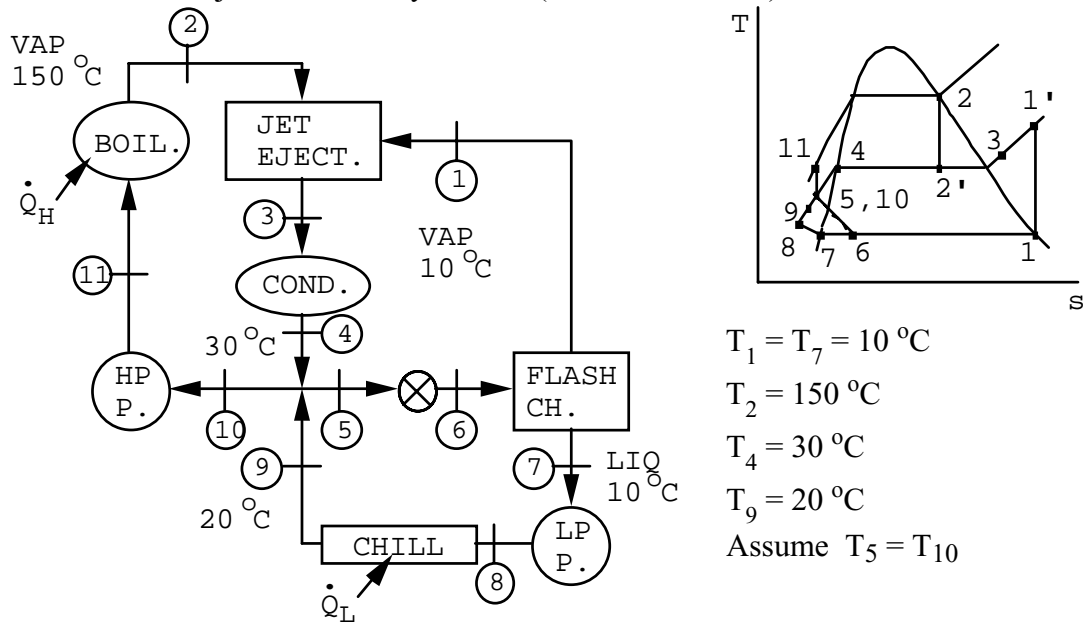 2
VAP
150 °C
BOIL.
JET
EJECT.
1
Q̇_H
3
VAP
10 °C
11
COND.
4
30 °C
HP
P.
FLASH
CH.
10
5
6
9
7
LIQ
10 °C
20 °C
CHILL
8
LP
P.
Q̇_L
T
2
1'
3
11
4
2'
5,10
9
8
7
6
1
s
T₁ = T₇ = 10 °C
T₂ = 150 °C
T₄ = 30 °C
T₉ = 20 °C
Assume T₅ = T₁₀